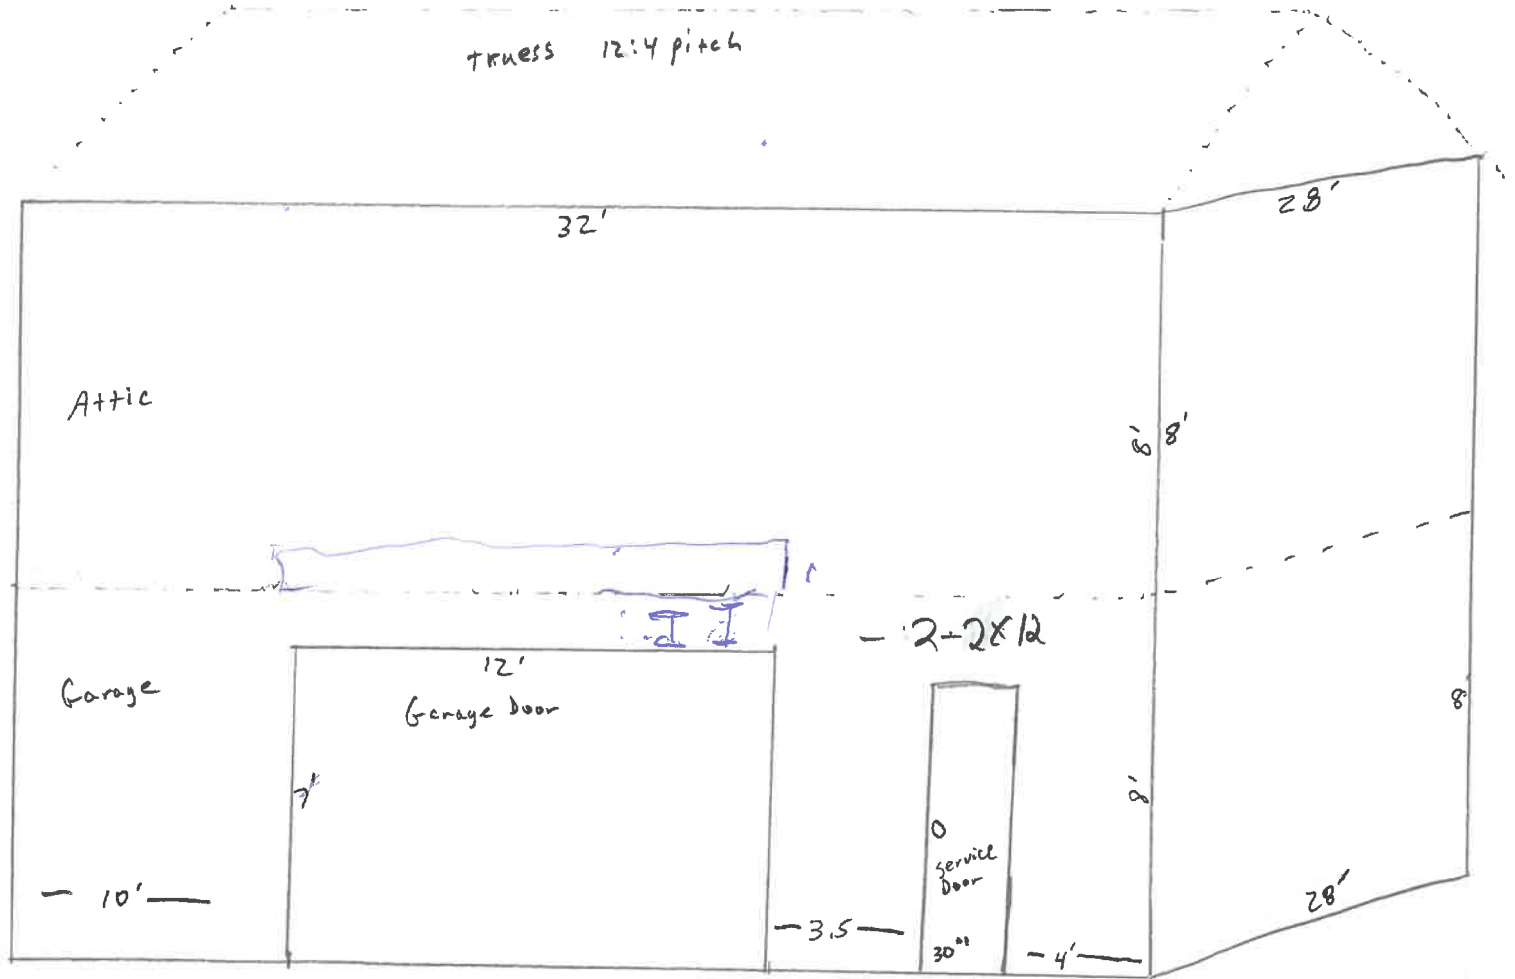 truess 12:4 pitch
32'
28'
Attic
8'
8'
- 2-2x12
12'
Garage
Garage Door
7'
8'
8'
O
Service
Door
10'
3.5
30"
4'
28'